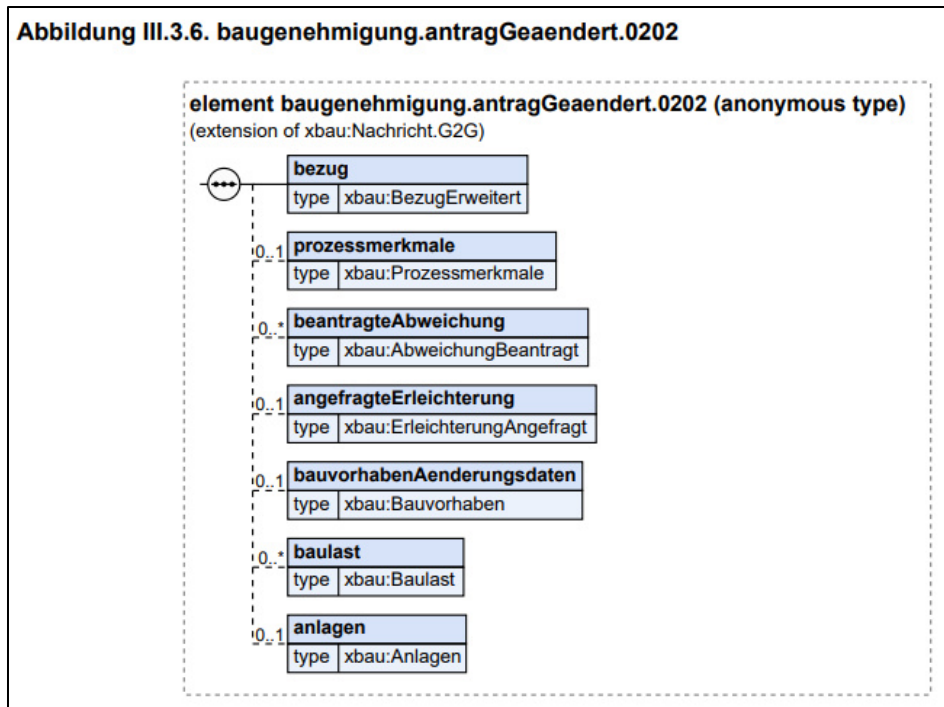 Abbildung III.3.6. baugenehmigung.antragGeaendert.0202
element baugenehmigung.antragGeaendert.0202 (anonymous type)
(extension of xbau:Nachricht.G2G)
bezug
type xbau:BezugErweitert
0..1 prozessmerkmale
type xbau:Prozessmerkmale
0..* beantragteAbweichung
type xbau:AbweichungBeantragt
0..1 angefragteErleichterung
type xbau:ErleichterungAngefragt
0..1 bauvorhabenAenderungsdaten
type xbau:Bauvorhaben
0..* baulast
type xbau:Baulast
0..1 anlagen
type xbau:Anlagen